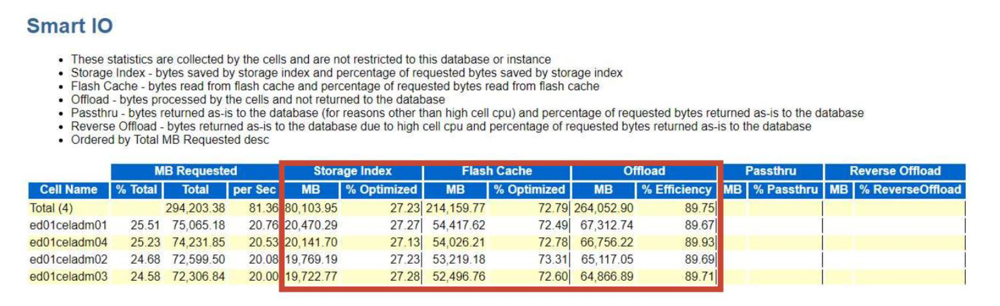 Smart IO
• These statistics are collected by the cells and are not restricted to this database or instance
• Storage Index - bytes saved by storage index and percentage of requested bytes saved by storage index
• Flash Cache - bytes read from flash cache and percentage of requested bytes read from flash cache
• Offload - bytes processed by the cells and not returned to the database
• Passthru - bytes returned as-is to the database (for reasons other than high cell cpu) and percentage of requested bytes returned as-is to the database
• Reverse Offload - bytes returned as-is to the database due to high cell cpu and percentage of requested bytes returned as-is to the database
• Ordered by Total MB Requested desc
MB Requested Storage Index Flash Cache Offload Passthru Reverse Offload
Cell Name % Total Total per Sec MB % Optimized MB % Optimized MB % Efficiency MB % Passthru MB % ReverseOffload
Total (4) 294,203.38 81.36 80,103.95 27.23 214,159.77 72.79 264,052.90 89.75
ed01celadm01 25.51 75,065.18 20.76 20,470.29 27.27 54,417.62 72.49 67,312.74 89.67
ed01celadm04 25.23 74,231.85 20.53 20,141.70 27.13 54,026.21 72.78 66,756.22 89.93
ed01celadm02 24.68 72,599.50 20.08 19,769.19 27.23 53,219.18 73.31 65,117.05 89.69
ed01celadm03 24.58 72,306.84 20.00 19,722.77 27.28 52,496.76 72.60 64,866.89 89.71